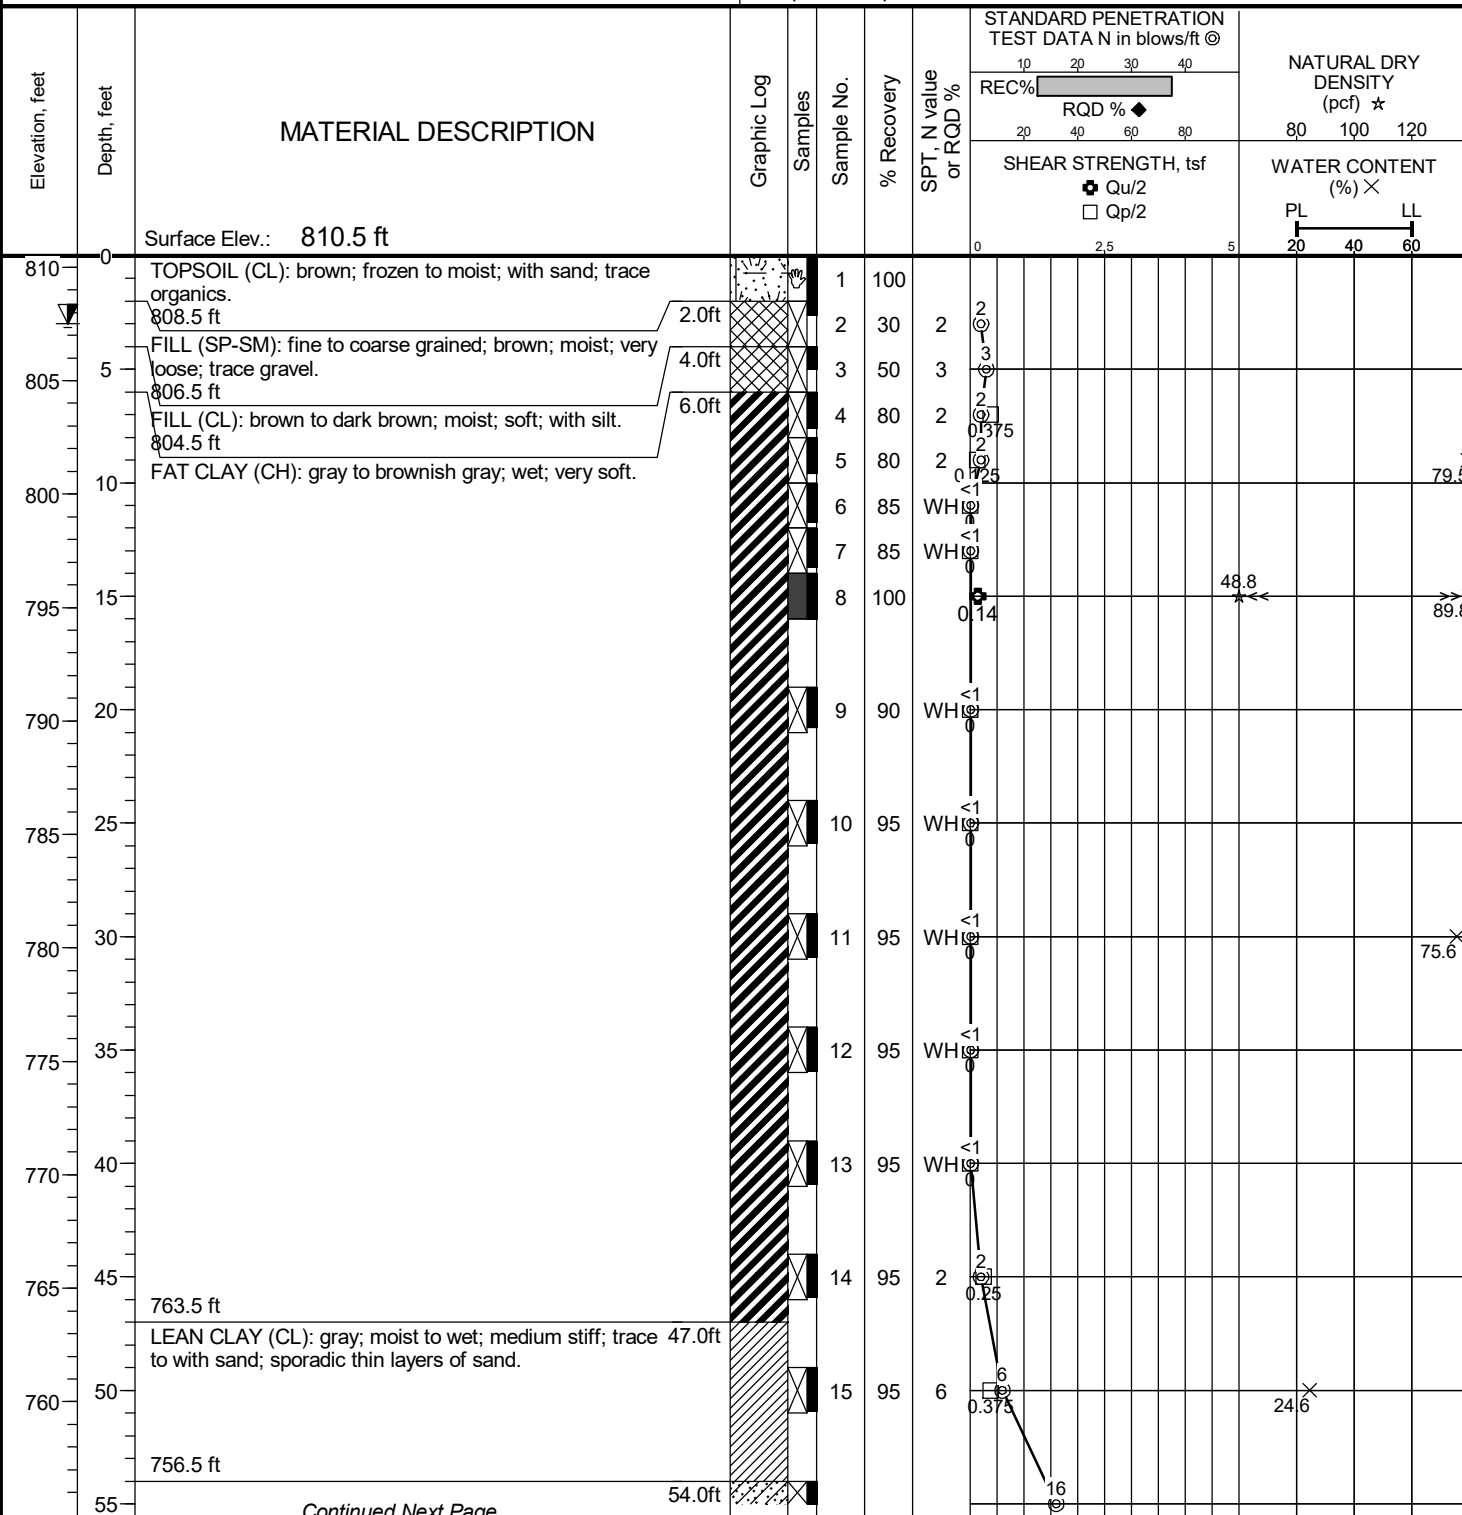 STANDARD PENETRATION
TEST DATA N in blows/ft
10 20 30 40
REC%
RQD %
20 40 60 80
SHEAR STRENGTH, tsf
Qu/2
Qp/2
0 2.5 5
NATURAL DRY
DENSITY
(pcf)
80 100 120
WATER CONTENT
(%)
PL LL
20 40 60
Elevation, feet
Depth, feet
MATERIAL DESCRIPTION
Graphic Log
Samples
Sample No.
% Recovery
SPT, N value
or RQD %
Surface Elev.: 810.5 ft
0
810
TOPSOIL (CL): brown; frozen to moist; with sand; trace
organics.
1 100
808.5 ft 2.0ft
2 30 2 2
FILL (SP-SM): fine to coarse grained; brown; moist; very
loose; trace gravel.
4.0ft
805 5
3 50 3 3
806.5 ft 6.0ft
FILL (CL): brown to dark brown; moist; soft; with silt.
4 80 2 2
0.375
804.5 ft
FAT CLAY (CH): gray to brownish gray; wet; very soft.
5 80 2 2
0.125 79.5
800 10
6 85 WH <1
0
7 85 WH <1
0
795 15 8 100 48.8
0.14 89.8
790 20 9 90 WH <1
0
785 25 10 95 WH <1
0
780 30 11 95 WH <1
0 75.6
775 35 12 95 WH <1
0
770 40 13 95 WH <1
0
765 45 14 95 2 2
0.25
763.5 ft
LEAN CLAY (CL): gray; moist to wet; medium stiff; trace 47.0ft
to with sand; sporadic thin layers of sand.
760 50 15 95 6 6
0.375 24.6
756.5 ft
54.0ft
16
55
Continued Next Page